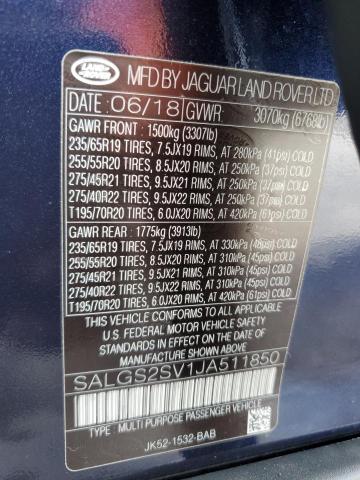 LAND
ROVER
MFD BY JAGUAR LAND ROVER LTD
DATE: 06/18 GVWR: 3070kg (6768lb)
GAWR FRONT : 1500kg (3307lb)
235/65R19 TIRES, 7.5JX19 RIMS, AT 280kPa (41psi) COLD
255/55R20 TIRES, 8.5JX20 RIMS, AT 250kPa (37psi) COLD
275/45R21 TIRES, 9.5JX21 RIMS, AT 250kPa (37psi) COLD
275/40R22 TIRES, 9.5JX22 RIMS, AT 250kPa (37psi) COLD
T195/70R20 TIRES, 6.0JX20 RIMS, AT 420kPa (61psi) COLD
GAWR REAR : 1775kg (3913lb)
235/65R19 TIRES, 7.5JX19 RIMS, AT 330kPa (48psi) COLD
255/55R20 TIRES, 8.5JX20 RIMS, AT 310kPa (45psi) COLD
275/45R21 TIRES, 9.5JX21 RIMS, AT 310kPa (45psi) COLD
275/40R22 TIRES, 9.5JX22 RIMS, AT 310kPa (45psi) COLD
T195/70R20 TIRES, 6.0JX20 RIMS, AT 420kPa (61psi) COLD
THIS VEHICLE CONFORMS TO ALL APPLICABLE
U.S FEDERAL MOTOR VEHICLE SAFETY
AND THEFT PREVENTION STANDARDS IN EFFECT ON
THE DATE OF MANUFACTURE SHOWN ABOVE.
SALGS2SV1JA511850
TYPE: MULTI PURPOSE PASSENGER VEHICLE
JK52-1532-BAB